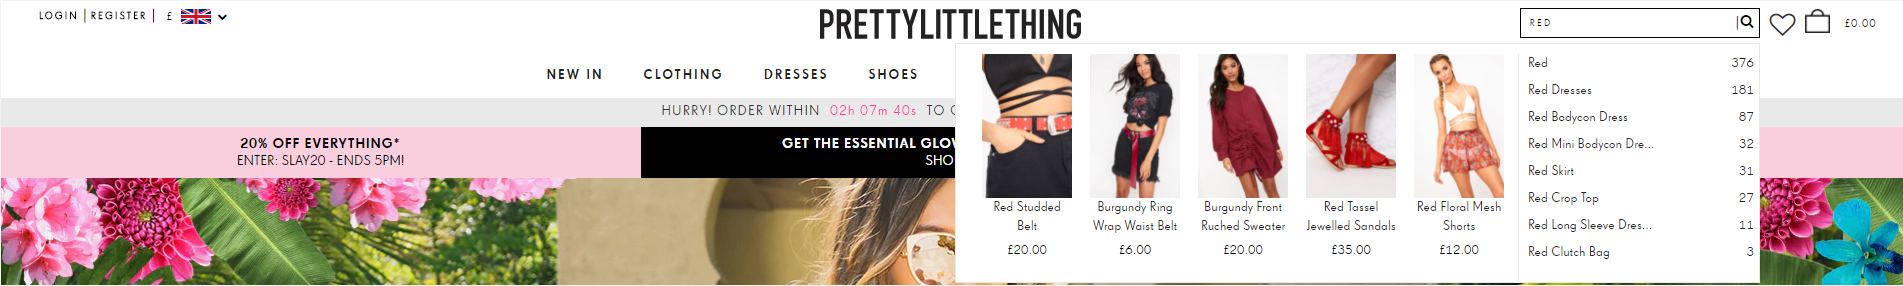 LOGIN | REGISTER | £
PRETTYLITTLETHING
RED
£0.00
NEW IN CLOTHING DRESSES SHOES
HURRY! ORDER WITHIN 02h 07m 40s TO
20% OFF EVERYTHING*
ENTER: SLAY20 - ENDS 5PM!
GET THE ESSENTIAL GLOW
SHO
Red Studded
Belt
£20.00
Burgundy Ring
Wrap Waist Belt
£6.00
Burgundy Front
Ruched Sweater
£20.00
Red Tassel
Jewelled Sandals
£35.00
Red Floral Mesh
Shorts
£12.00
Red 376
Red Dresses 181
Red Bodycon Dress 87
Red Mini Bodycon Dre... 32
Red Skirt 31
Red Crop Top 27
Red Long Sleeve Dres... 11
Red Clutch Bag 3